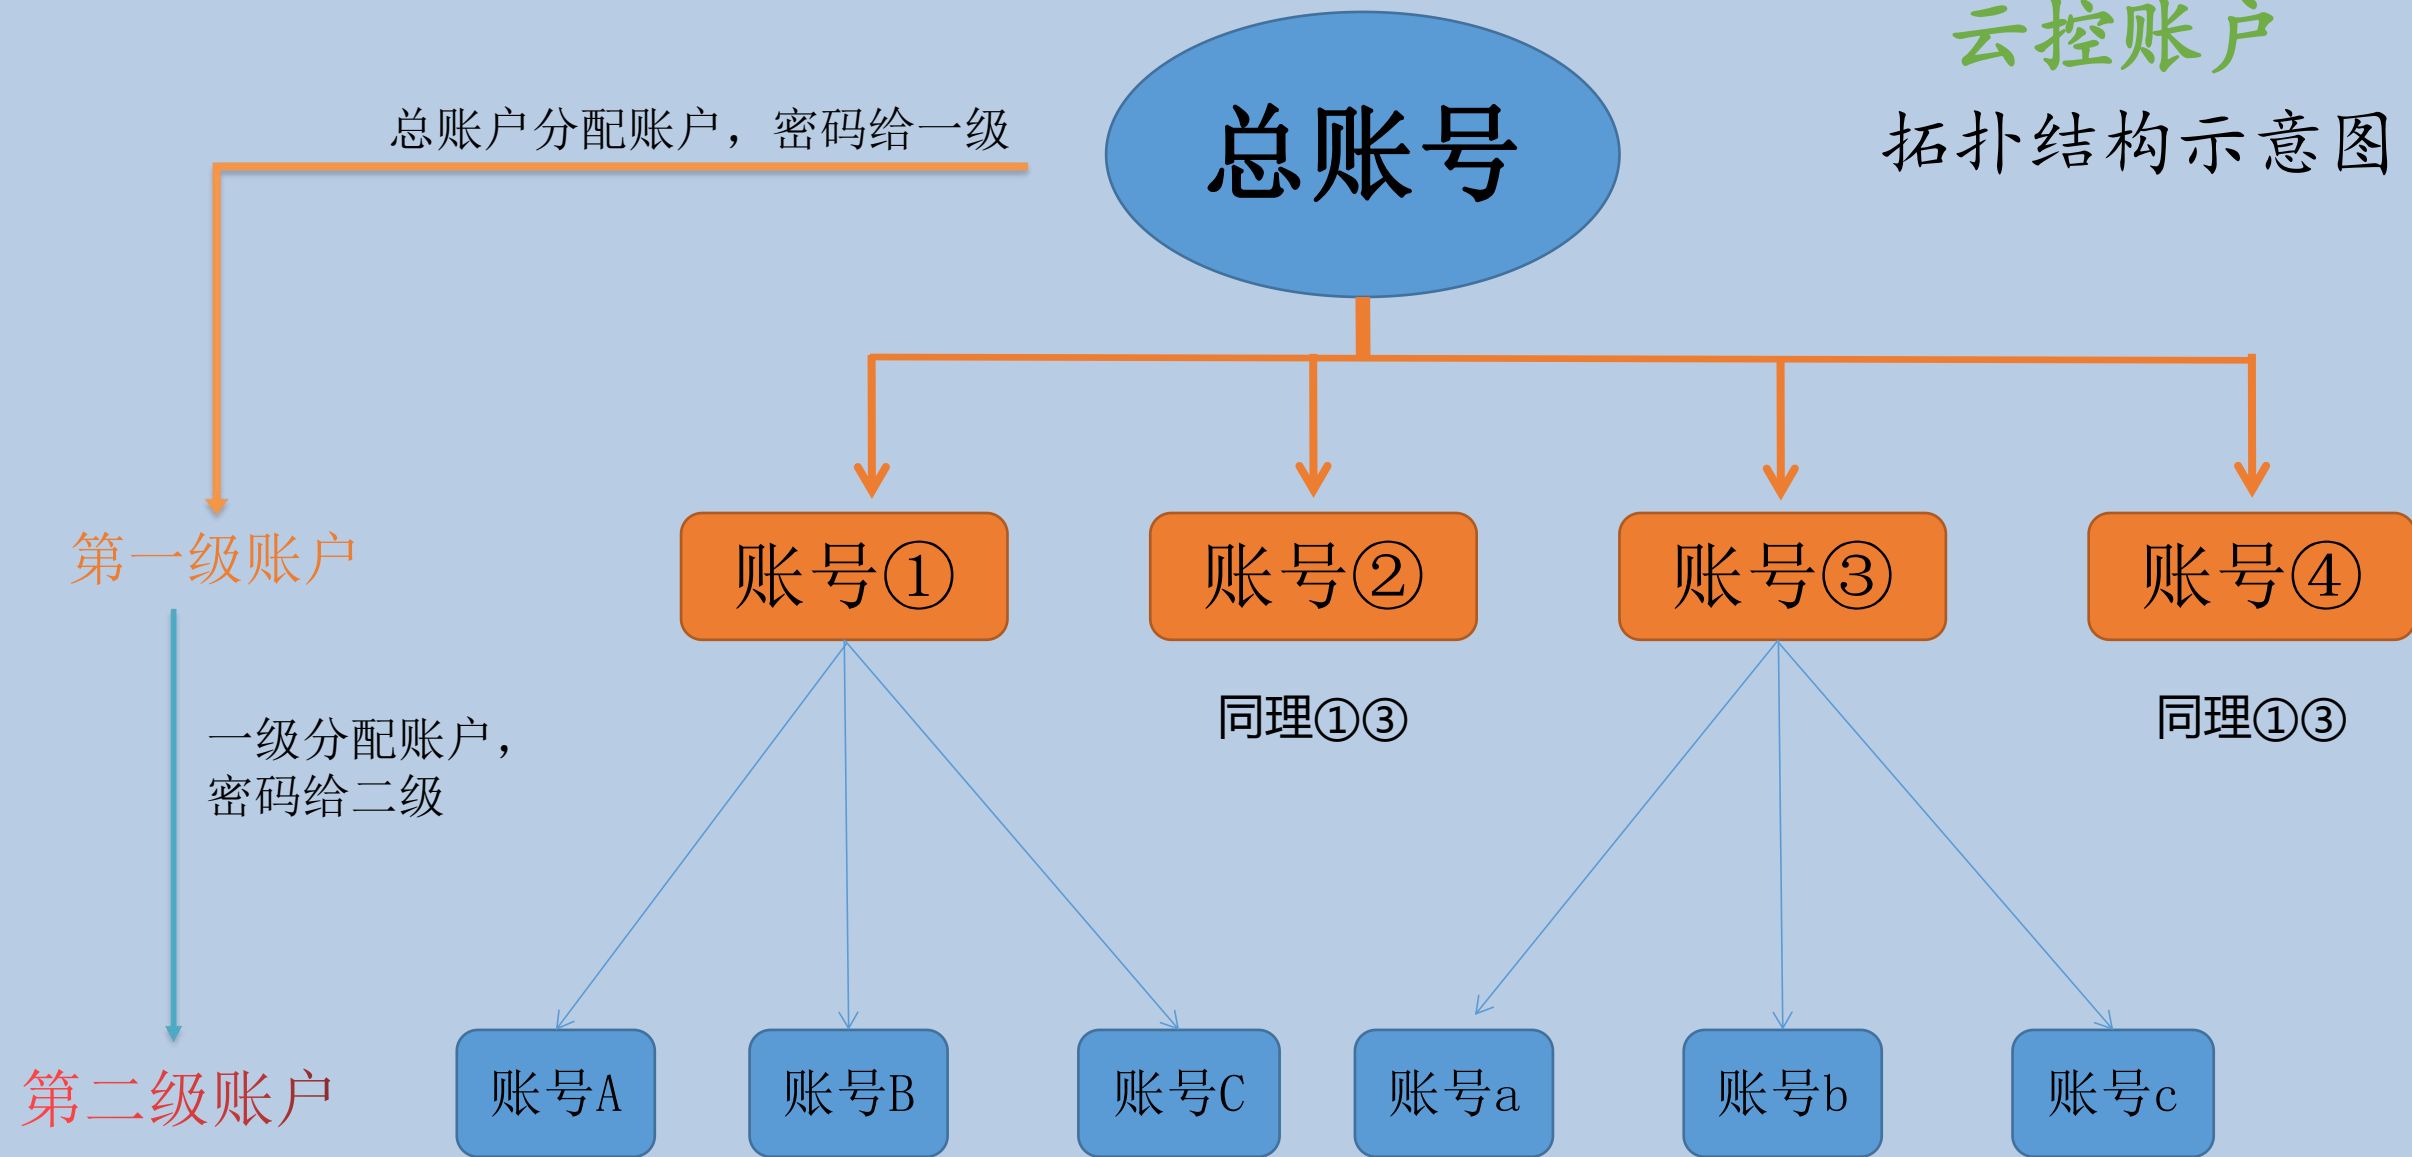 云控账户
拓扑结构示意图
总账号
总账户分配账户，密码给一级
第一级账户
账号①
账号②
账号③
账号④
同理①③
同理①③
一级分配账户，
密码给二级
第二级账户
账号A
账号B
账号C
账号a
账号b
账号c